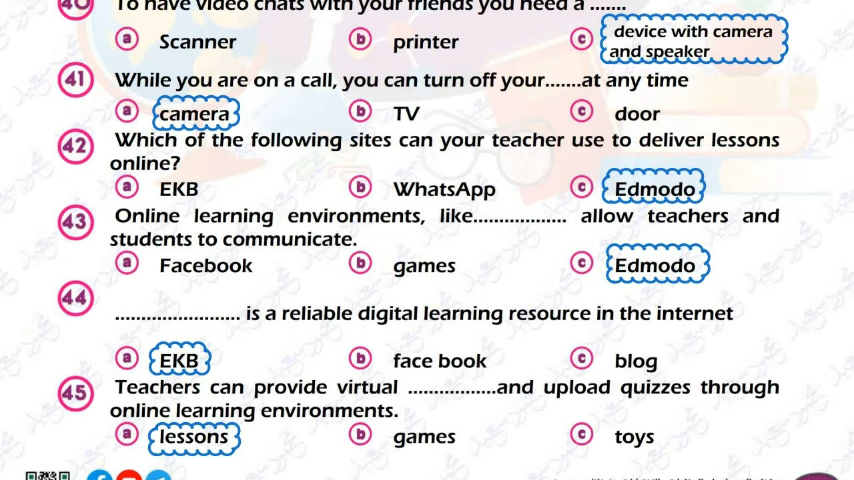 40 To have video chats with your friends you need a .......
a Scanner b printer c device with camera and speaker
41 While you are on a call, you can turn off your.......at any time
a camera b TV c door
42 Which of the following sites can your teacher use to deliver lessons
online?
a EKB b WhatsApp c Edmodo
43 Online learning environments, like.................. allow teachers and
students to communicate.
a Facebook b games c Edmodo
44
........................ is a reliable digital learning resource in the internet
a EKB b face book c blog
45 Teachers can provide virtual .................and upload quizzes through
online learning environments.
a lessons b games c toys